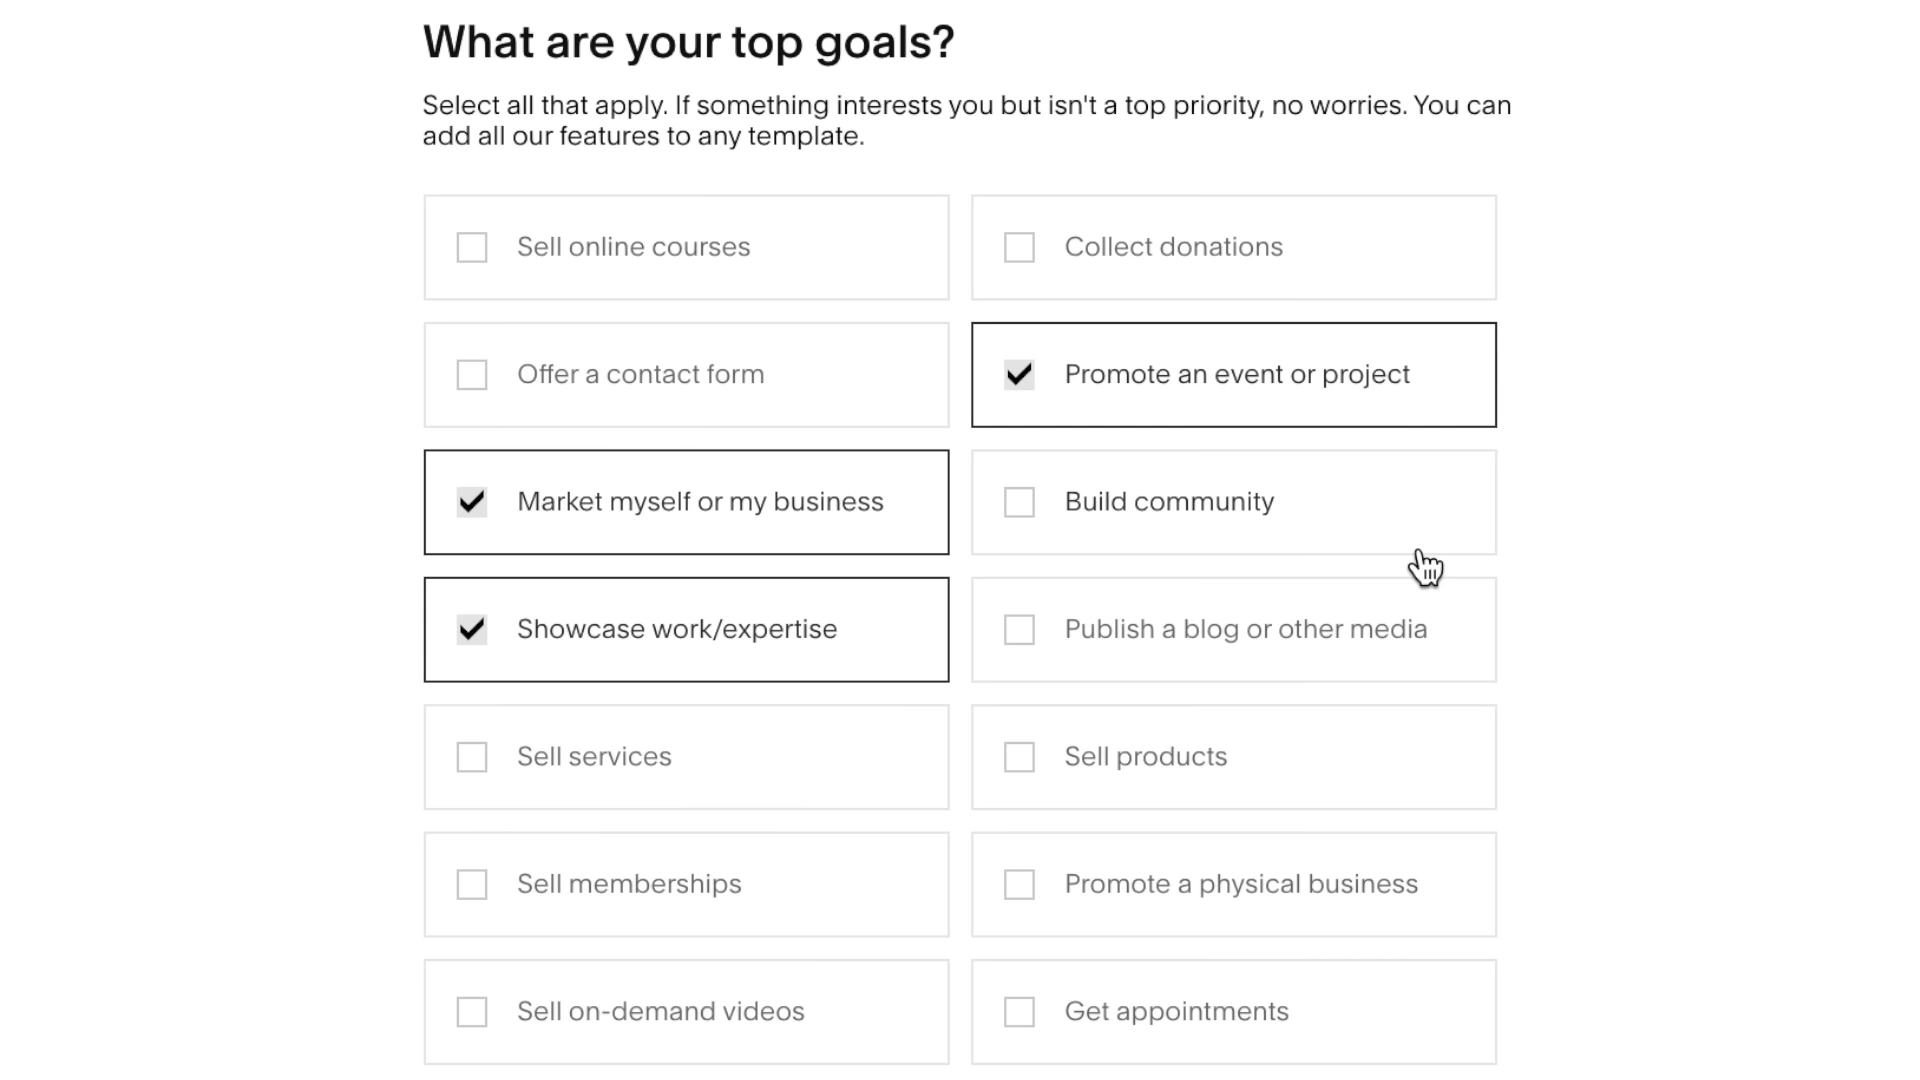 What are your top goals?
Select all that apply. If something interests you but isn't a top priority, no worries. You can
add all our features to any template.
Sell online courses
Collect donations
Offer a contact form
Promote an event or project
Market myself or my business
Build community
Showcase work/expertise
Publish a blog or other media
Sell services
Sell products
Sell memberships
Promote a physical business
Sell on-demand videos
Get appointments